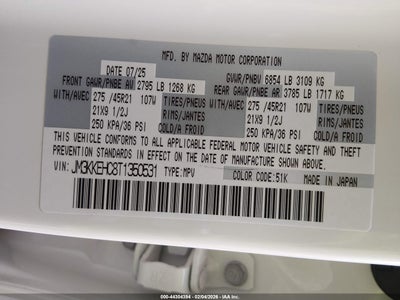 MFD. BY MAZDA MOTOR CORPORATION
DATE 07/25
GVWR/PNBV 6854 LB 3109 KG
FRONT GAWR/PNBE AV 2795 LB 1268 KG
REAR GAWR/PNBE AR 3785 LB 1717 KG
WITH/AVEC 275 /45R21 107W TIRES/PNEUS
21X9 1/2J RIMS/JANTES
250 KPA/36 PSI COLD/A FROID
WITH/AVEC 275 /45R21 107W TIRES/PNEUS
21X9 1/2J RIMS/JANTES
250 KPA/36 PSI COLD/A FROID
THIS VEHICLE CONFORMS TO ALL APPLICABLE FEDERAL MOTOR VEHICLE SAFETY AND THEFT
PREVENTION STANDARDS IN EFFECT ON THE DATE OF MANUFACTURE SHOWN ABOVE.
VIN: JM3KKEHC8T1350531 TYPE:MPV
COLOR:51K MADE IN JAPAN
000-44304384 - 02/04/2026 - IAA Inc.